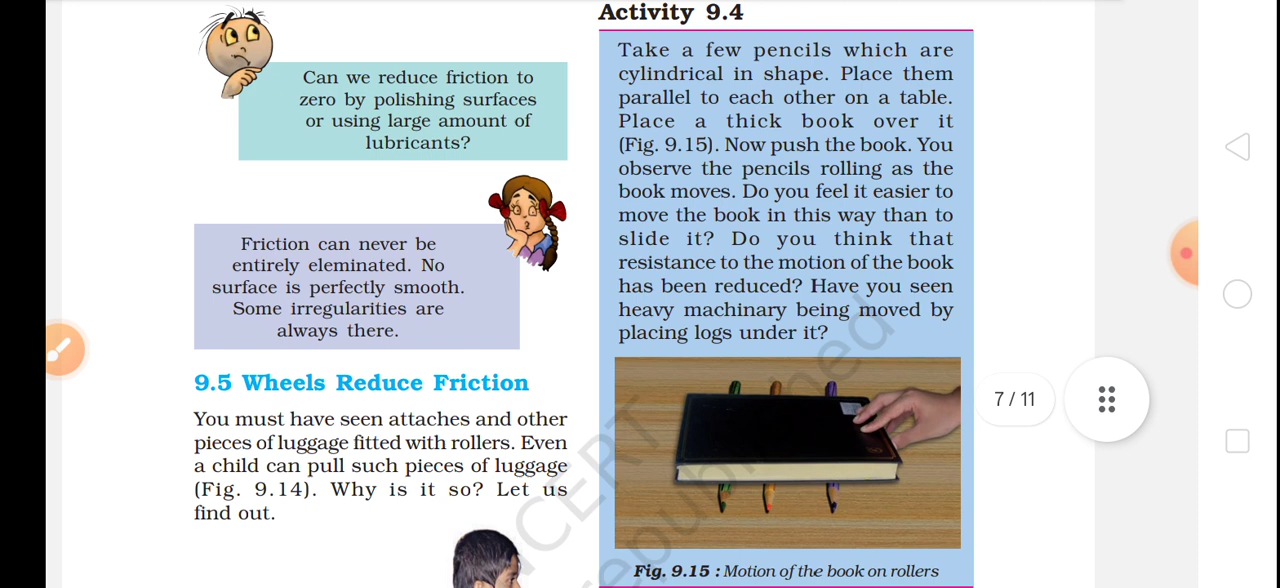 Can we reduce friction to
zero by polishing surfaces
or using large amount of
lubricants?
Friction can never be
entirely eleminated. No
surface is perfectly smooth.
Some irregularities are
always there.
9.5 Wheels Reduce Friction
You must have seen attaches and other
pieces of luggage fitted with rollers. Even
a child can pull such pieces of luggage
(Fig. 9.14). Why is it so? Let us
find out.
Activity 9.4
Take a few pencils which are
cylindrical in shape. Place them
parallel to each other on a table.
Place a thick book over it
(Fig. 9.15). Now push the book. You
observe the pencils rolling as the
book moves. Do you feel it easier to
move the book in this way than to
slide it? Do you think that
resistance to the motion of the book
has been reduced? Have you seen
heavy machinary being moved by
placing logs under it?
Fig. 9.15 : Motion of the book on rollers
7 / 11
NCERT
republished